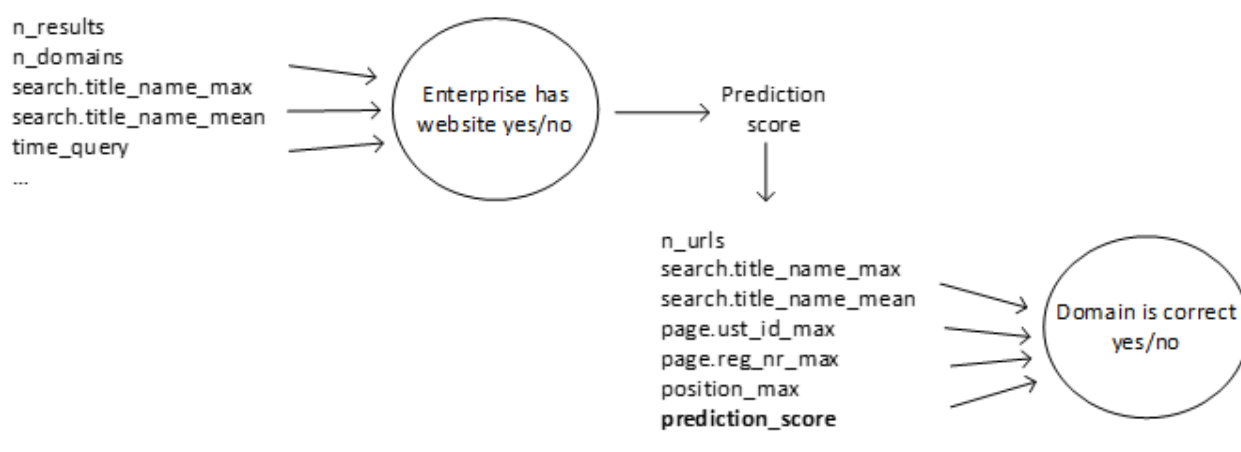 n_results
n_domains
search.title_name_max
search.title_name_mean
time_query
...
Enterprise has
website yes/no
Prediction
score
n_urls
search.title_name_max
search.title_name_mean
page.ust_id_max
page.reg_nr_max
position_max
prediction_score
Domain is correct
yes/no